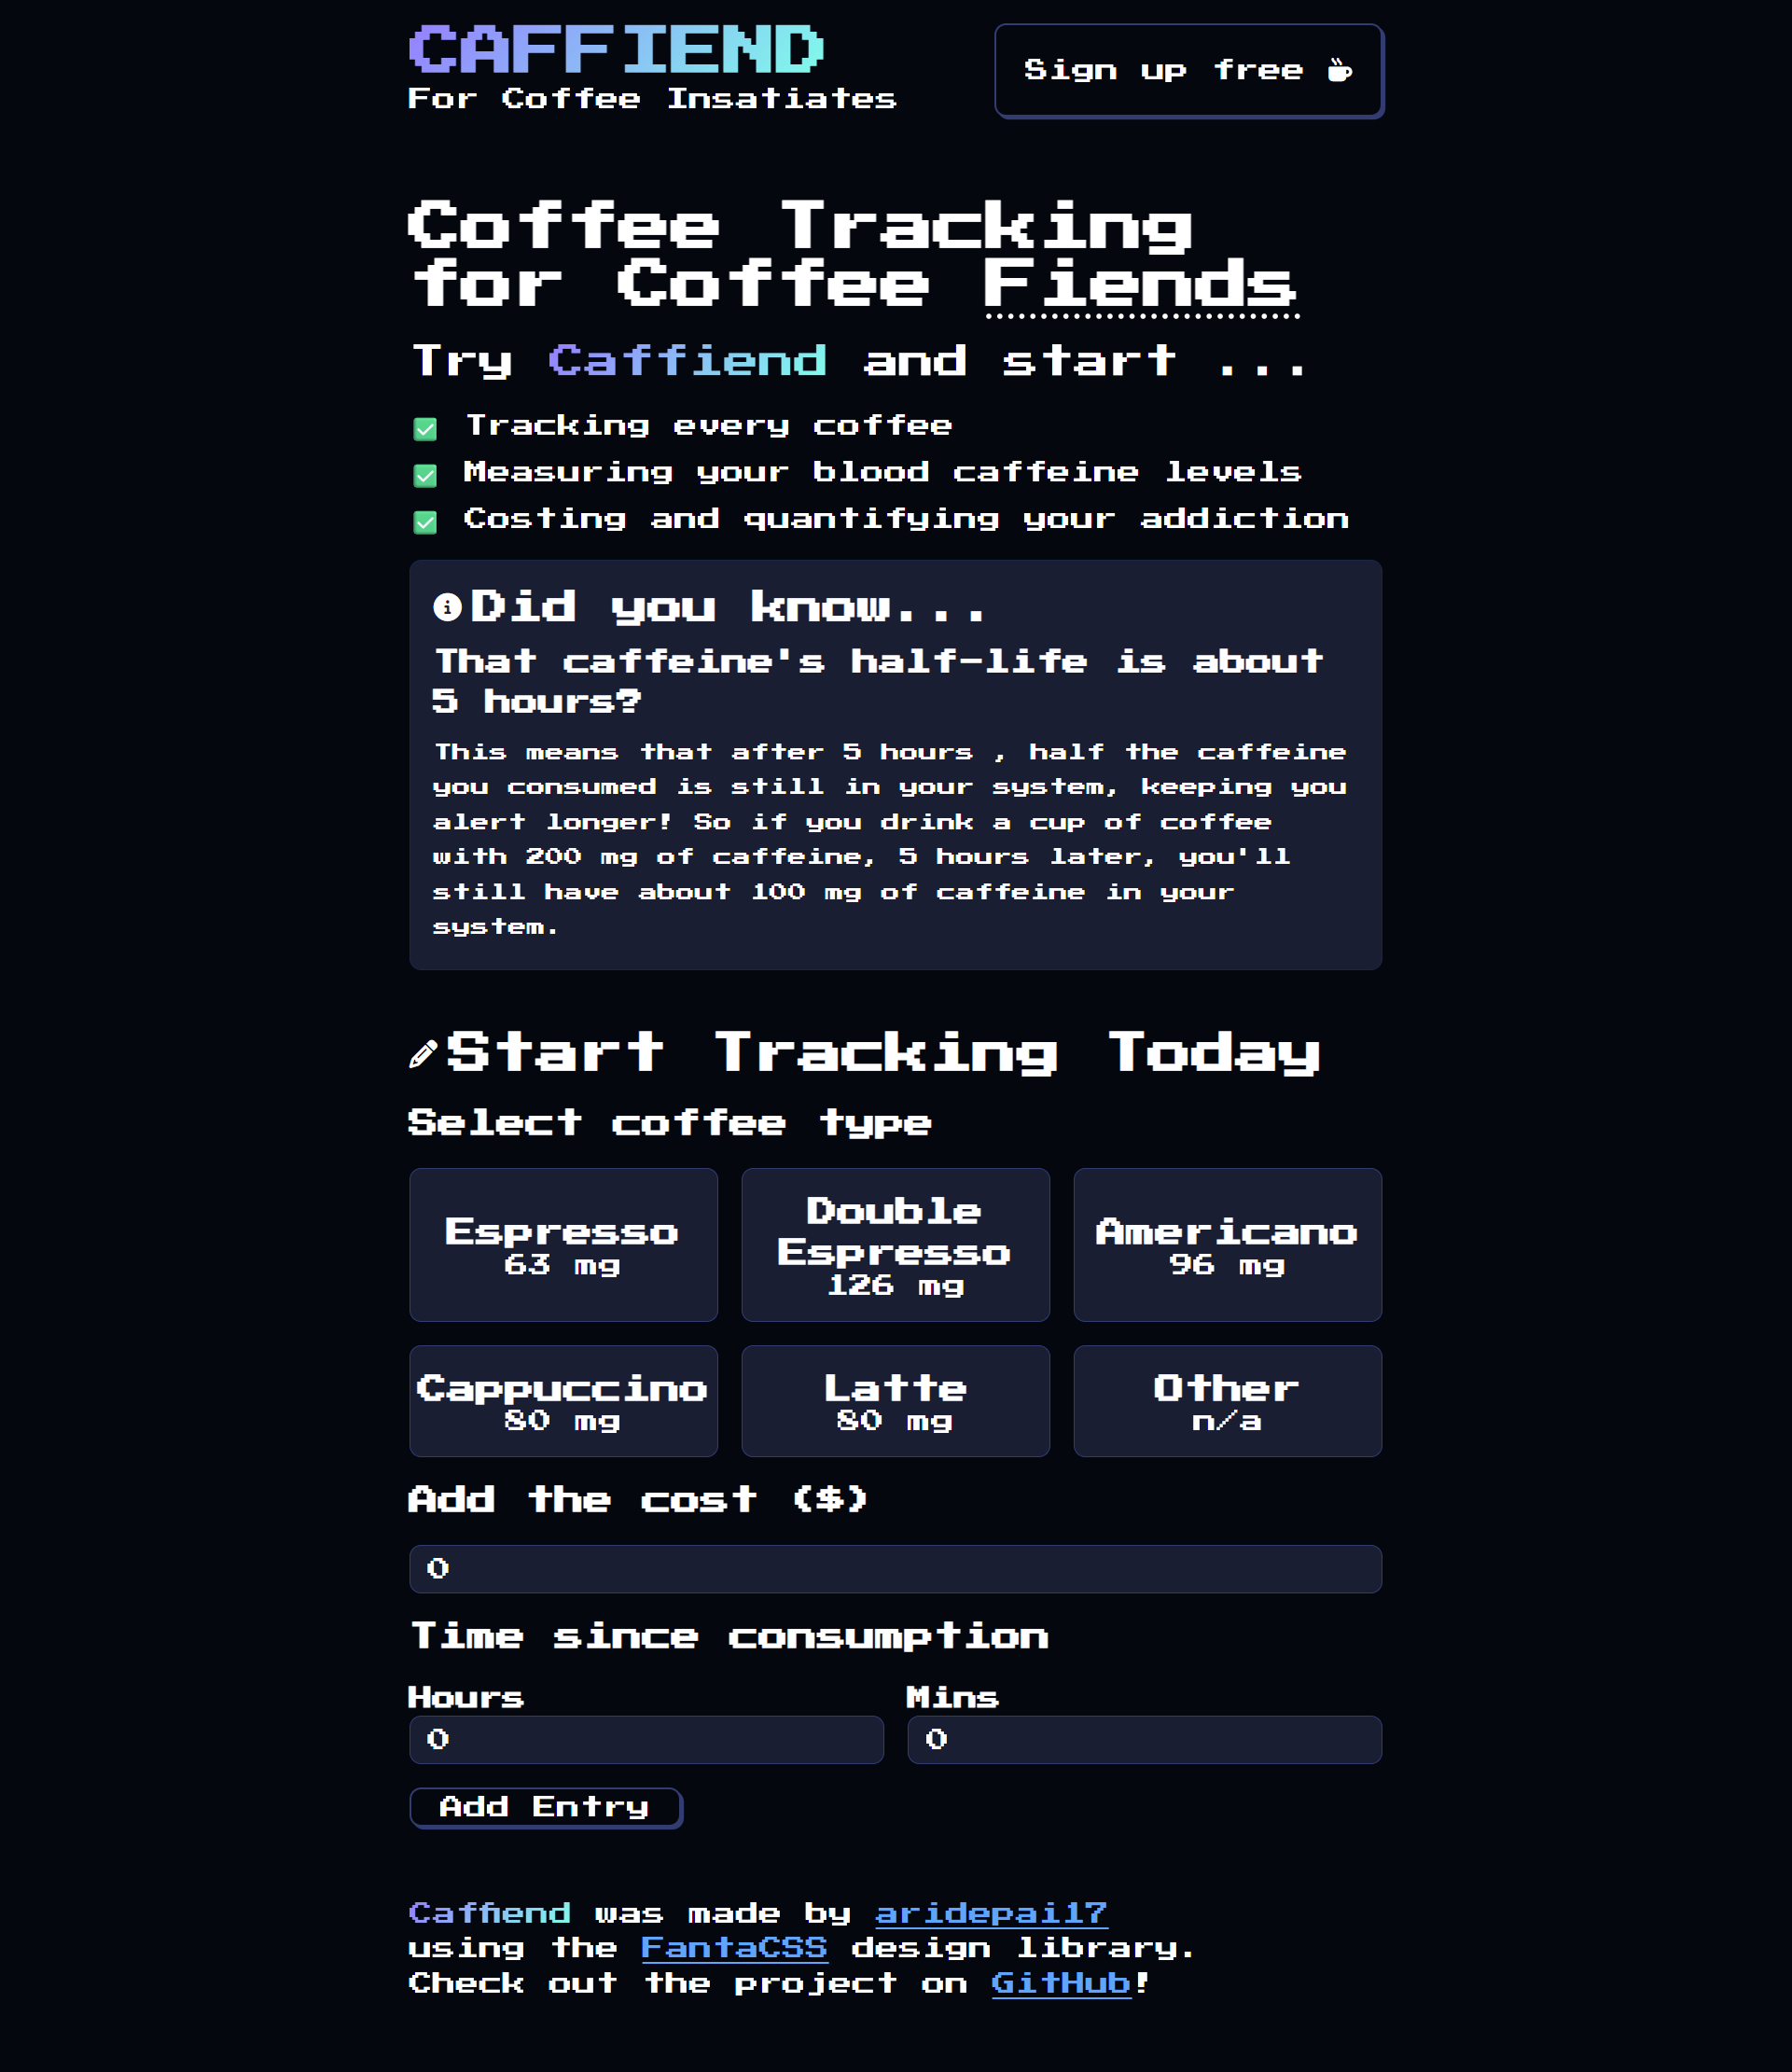 CAFFIEND
For Coffee Insatiates
Sign up free
Coffee Tracking
for Coffee Fiends
Try Caffiend and start ...
Tracking every coffee
Measuring your blood caffeine levels
Costing and quantifying your addiction
Did you know...
That caffeine's half-life is about
5 hours?
This means that after 5 hours , half the caffeine
you consumed is still in your system, keeping you
alert longer! So if you drink a cup of coffee
with 200 mg of caffeine, 5 hours later, you'll
still have about 100 mg of caffeine in your
system.
Start Tracking Today
Select coffee type
Espresso
63 mg
Double
Espresso
126 mg
Americano
96 mg
Cappuccino
80 mg
Latte
80 mg
Other
n/a
Add the cost ($)
0
Time since consumption
Hours
0
Mins
0
Add Entry
Caffiend was made by aridepai17
using the FantaCSS design library.
Check out the project on GitHub!